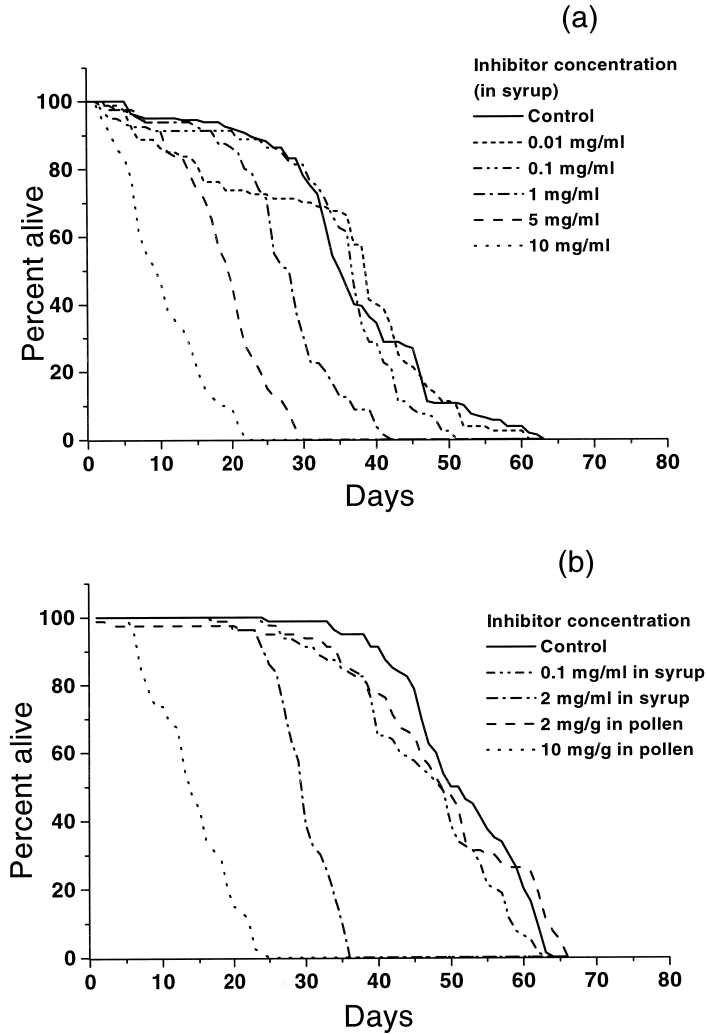 (a)
Inhibitor concentration
(in syrup)
Control
0.01 mg/ml
0.1 mg/ml
1 mg/ml
5 mg/ml
10 mg/ml
Percent alive
100
80
60
40
20
0
0 10 20 30 40 50 60 70 80
Days
(b)
Inhibitor concentration
Control
0.1 mg/ml in syrup
2 mg/ml in syrup
2 mg/g in pollen
10 mg/g in pollen
Percent alive
100
80
60
40
20
0
0 10 20 30 40 50 60 70 80
Days